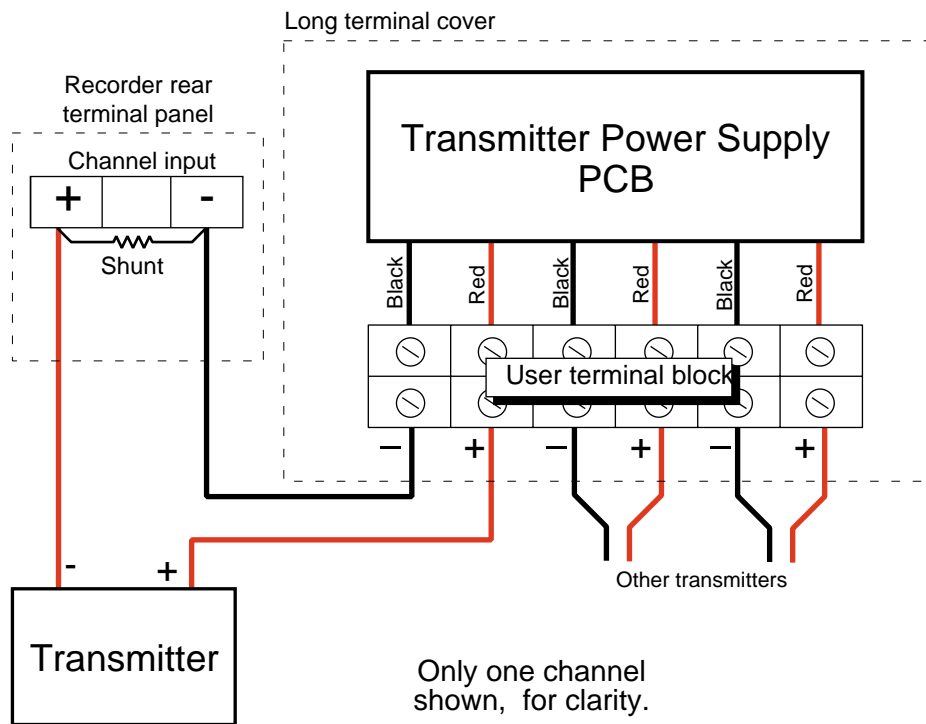 Long terminal cover
Recorder rear
terminal panel
Channel input
+ -
Shunt
Transmitter Power Supply
PCB
Black Red Black Red Black Red
User terminal block
– + – + – +
- +
Other transmitters
Transmitter
Only one channel
shown, for clarity.